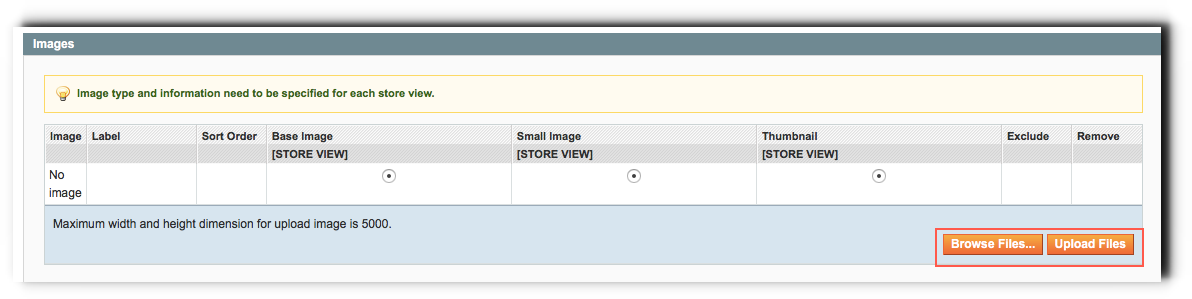 Images
Image type and information need to be specified for each store view.
Image Label Sort Order Base Image Small Image Thumbnail Exclude Remove
[STORE VIEW] [STORE VIEW] [STORE VIEW]
No
image
Maximum width and height dimension for upload image is 5000.
Browse Files... Upload Files